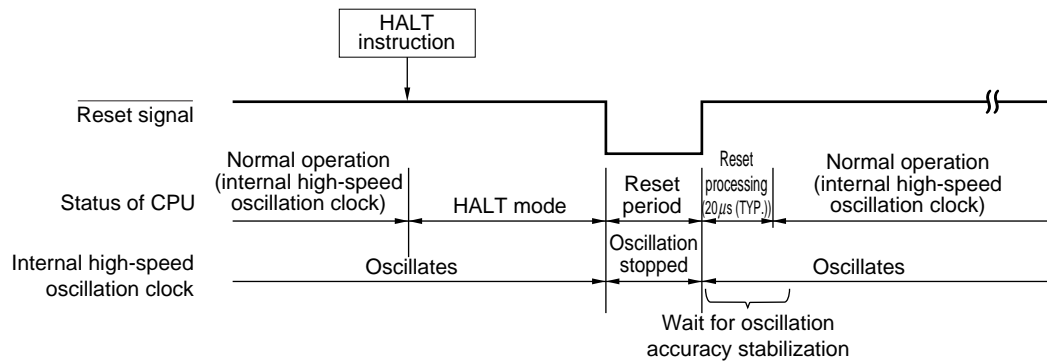 HALT
instruction
Reset signal
Normal operation
(internal high-speed
oscillation clock)
Status of CPU
HALT mode
Reset
period
Reset
processing
(20 μs (TYP.))
Normal operation
(internal high-speed
oscillation clock)
Internal high-speed
oscillation clock
Oscillates
Oscillation
stopped
Oscillates
Wait for oscillation
accuracy stabilization